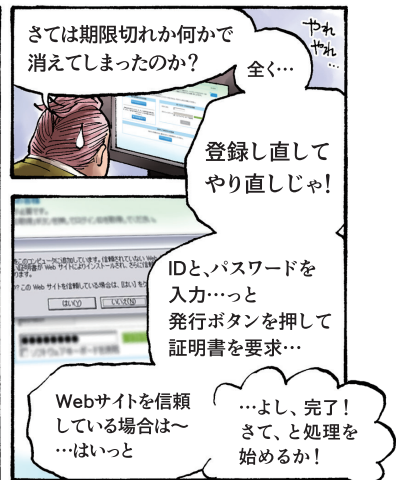 さては期限切れか何かで
消えてしまったのか？
やれ
やれ
…
全く…
登録し直して
やり直しじゃ！
IDと、パスワードを
入力…っと
発行ボタンを押して
証明書を要求…
はい(Y)
いいえ(N)
Webサイトを信頼
している場合は〜
…はいっと
…よし、完了！
さて、と処理を
始めるか！